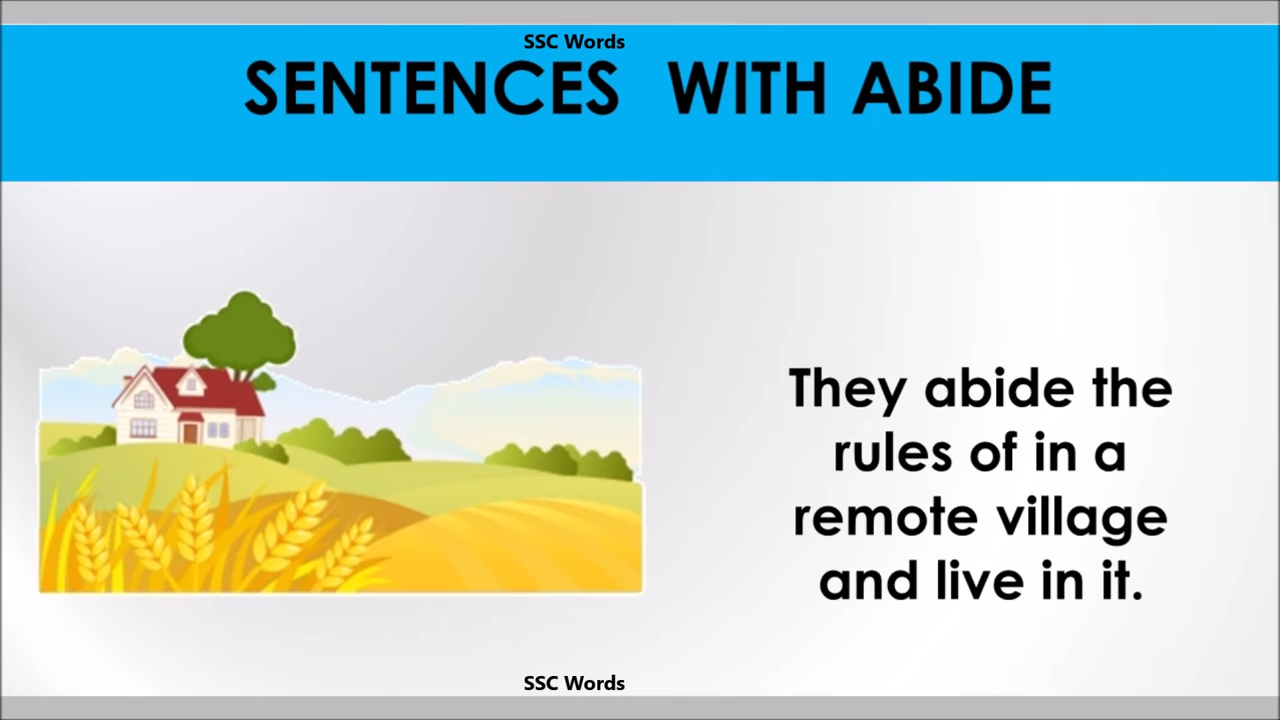 SSC Words
SENTENCES WITH ABIDE
They abide the
rules of in a
remote village
and live in it.
SSC Words